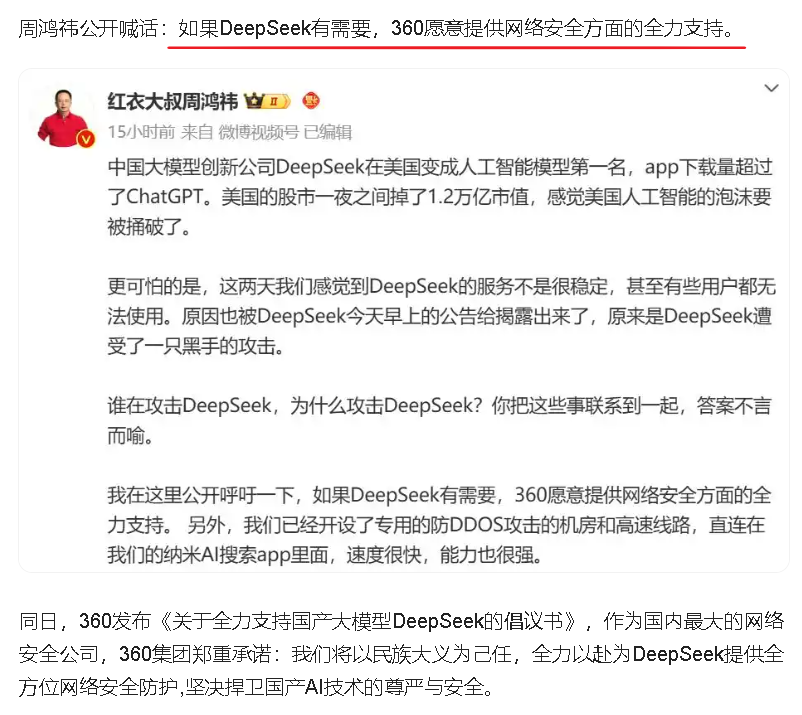 周鸿祎公开喊话：如果DeepSeek有需要，360愿意提供网络安全方面的全力支持。
红衣大叔周鸿祎
15小时前 来自 微博视频号 已编辑
中国大模型创新公司DeepSeek在美国变成人工智能模型第一名，app下载量超过
了ChatGPT。美国的股市一夜之间掉了1.2万亿市值，感觉美国人工智能的泡沫要
被捅破了。
更可怕的是，这两天我们感觉到DeepSeek的服务不是很稳定，甚至有些用户都无
法使用。原因也被DeepSeek今天早上的公告给揭露出来了，原来是DeepSeek遭
受了一只黑手的攻击。
谁在攻击DeepSeek，为什么攻击DeepSeek？你把这些事联系到一起，答案不言
而喻。
我在这里公开呼吁一下，如果DeepSeek有需要，360愿意提供网络安全方面的全
力支持。 另外，我们已经开设了专用的防DDOS攻击的机房和高速线路，直连在
我们的纳米AI搜索app里面，速度很快，能力也很强。
同日，360发布《关于全力支持国产大模型DeepSeek的倡议书》，作为国内最大的网络
安全公司，360集团郑重承诺：我们将以民族大义为己任，全力以赴为DeepSeek提供全
方位网络安全防护,坚决捍卫国产AI技术的尊严与安全。